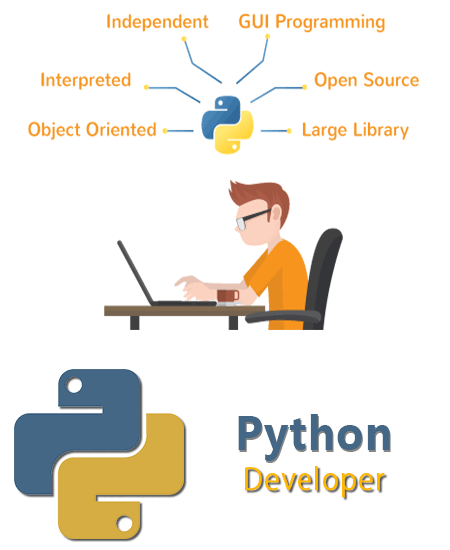 Independent
GUI Programming
Interpreted
Open Source
Object Oriented
Large Library
Python
Developer